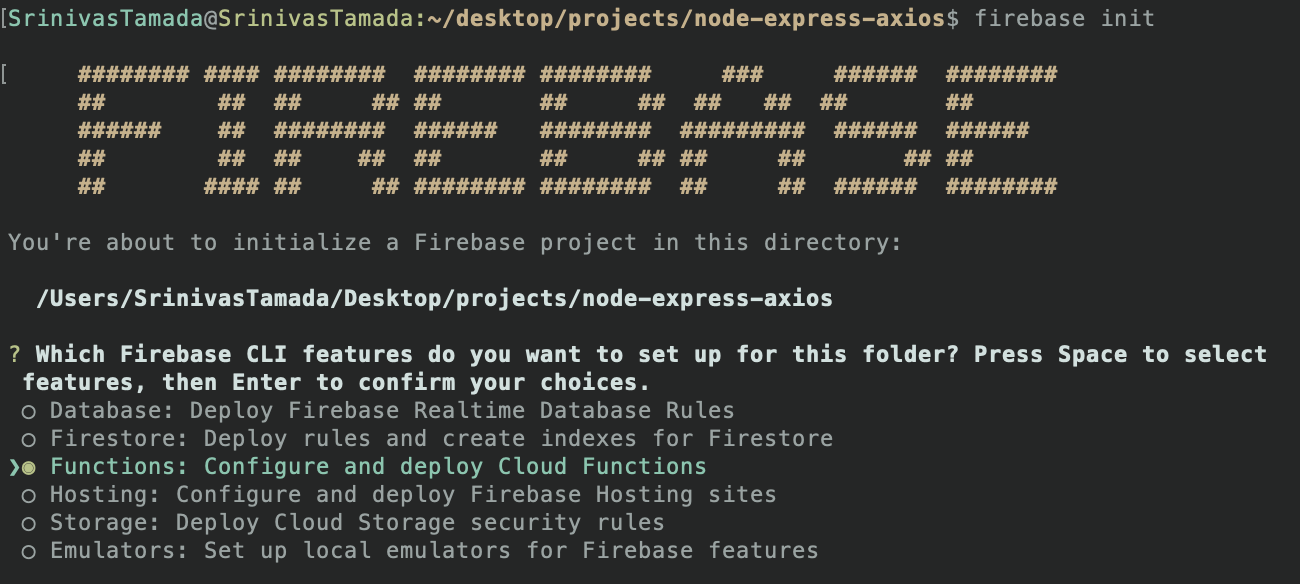 [SrinivasTamada@SrinivasTamada:~/desktop/projects/node-express-axios$ firebase init
[     ######## #### ########  ######## ########     ###     ######  ########
     ##        ##  ##     ## ##       ##     ##  ##   ##  ##       ##
     ######    ##  ########  ######   ########  #########  ######  ######
     ##        ##  ##    ##  ##       ##     ## ##     ##       ## ##
     ##       #### ##     ## ######## ########  ##     ##  ######  ########
You're about to initialize a Firebase project in this directory:
/Users/SrinivasTamada/Desktop/projects/node-express-axios
? Which Firebase CLI features do you want to set up for this folder? Press Space to select
features, then Enter to confirm your choices.
◯ Database: Deploy Firebase Realtime Database Rules
◯ Firestore: Deploy rules and create indexes for Firestore
❯◉ Functions: Configure and deploy Cloud Functions
◯ Hosting: Configure and deploy Firebase Hosting sites
◯ Storage: Deploy Cloud Storage security rules
◯ Emulators: Set up local emulators for Firebase features